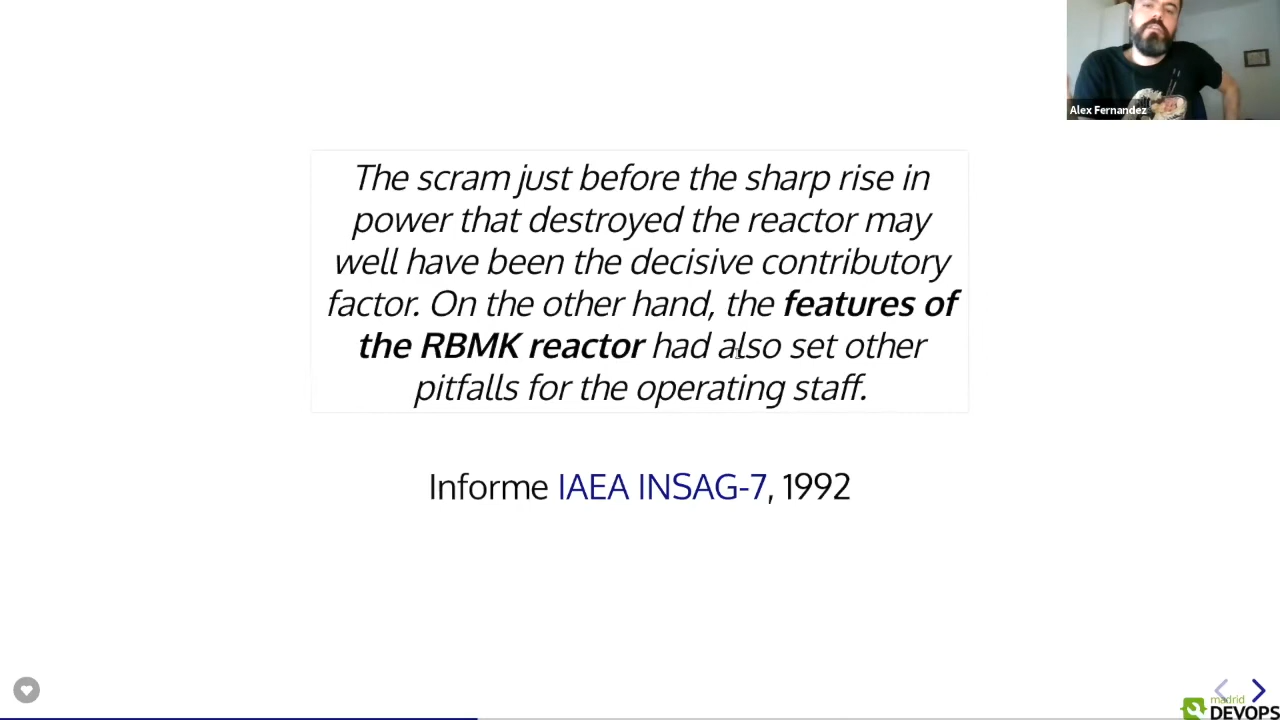 Alex Fernandez
The scram just before the sharp rise in
power that destroyed the reactor may
well have been the decisive contributory
factor. On the other hand, the features of
the RBMK reactor had also set other
pitfalls for the operating staff.
Informe IAEA INSAG-7, 1992
madrid
DEVOPS